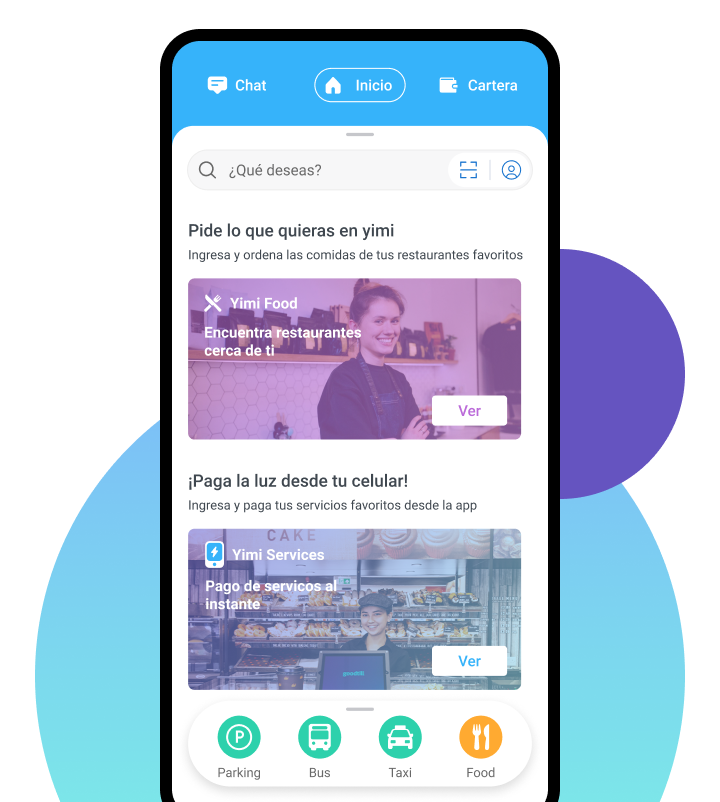 Chat
Inicio
Cartera
¿Qué deseas?
Pide lo que quieras en yimi
Ingresa y ordena las comidas de tus restaurantes favoritos
Yimi Food
Encuentra restaurantes
cerca de ti
Ver
¡Paga la luz desde tu celular!
Ingresa y paga tus servicios favoritos desde la app
CAKE
Yimi Services
Pago de servicos al
instante
Ver
P
Parking
Bus
Taxi
Food